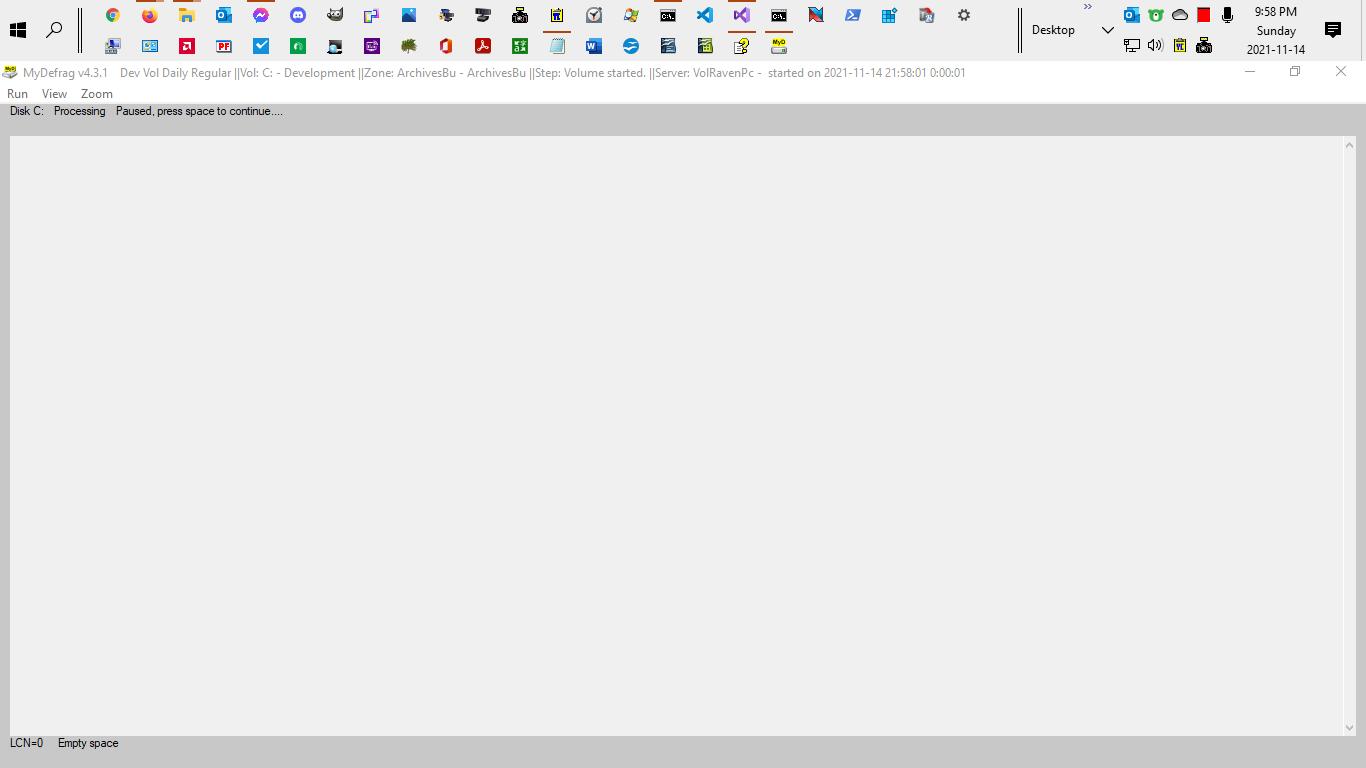 9:58 PM
Desktop
Sunday
2021-11-14
MyDefrag v4.3.1 Dev Vol Daily Regular ||Vol: C: - Development ||Zone: ArchivesBu - ArchivesBu ||Step: Volume started. ||Server: VolRavenPc - started on 2021-11-14 21:58:01 0:00:01
Run View Zoom
Disk C: Processing Paused, press space to continue....
LCN=0 Empty space